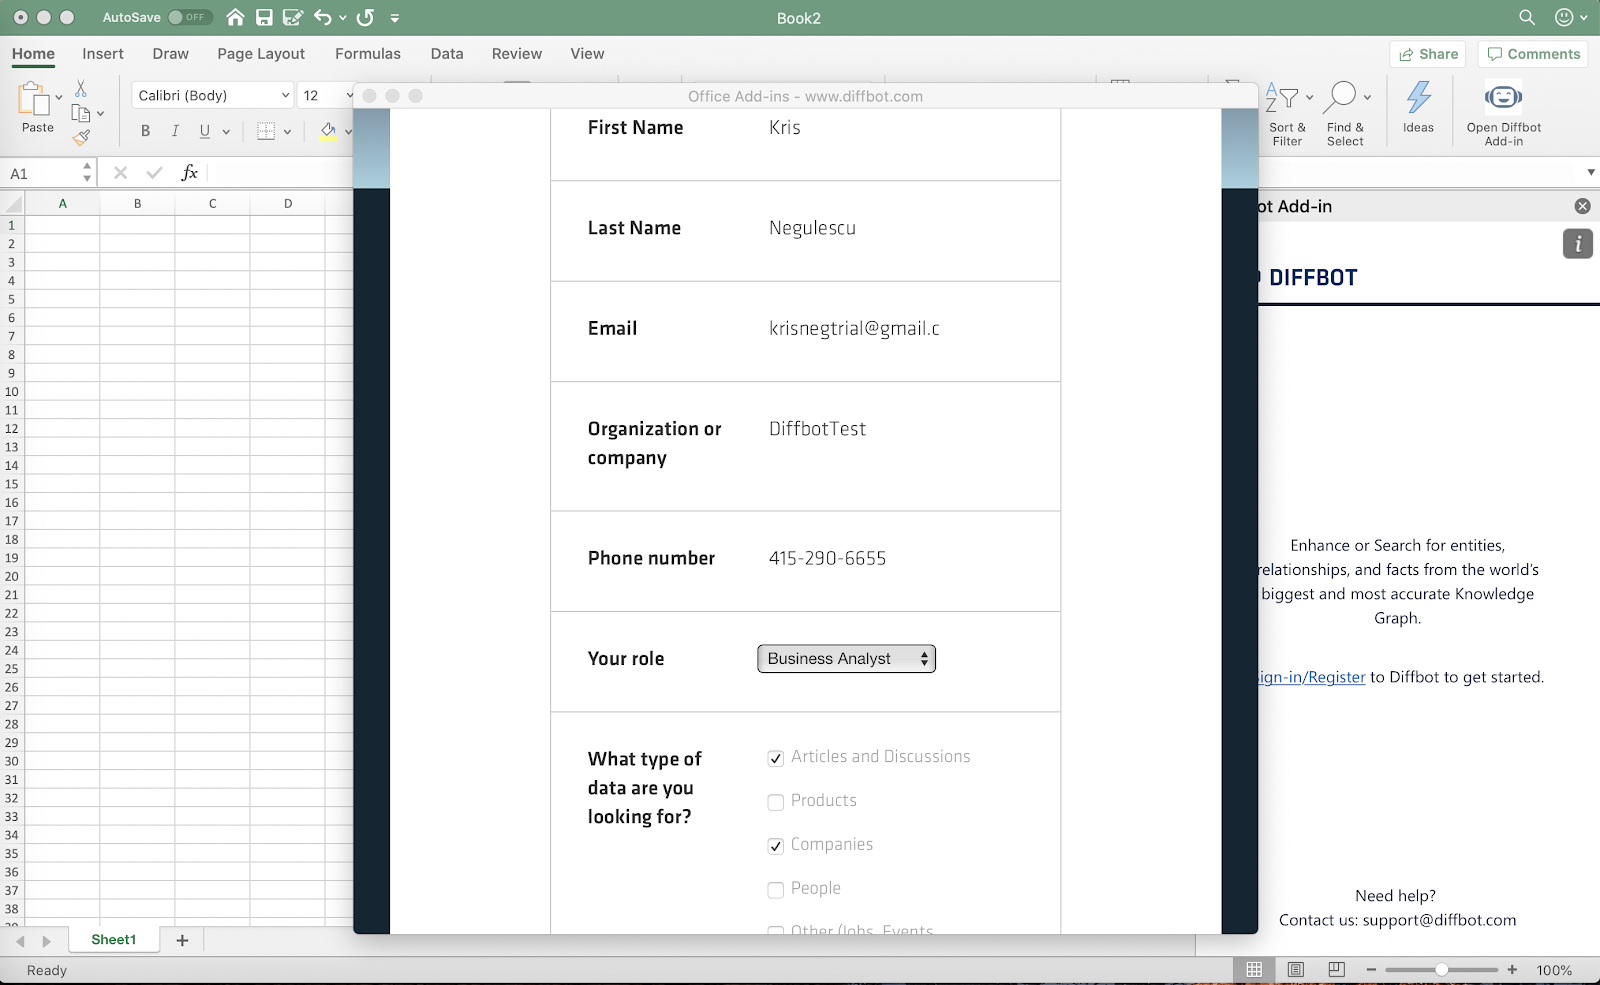 AutoSave OFF
Book2
Home Insert Draw Page Layout Formulas Data Review View
Share Comments
Paste
Calibri (Body) 12
B I U
Sort & Filter
Find & Select
Ideas
Open Diffbot Add-in
A1
fx
A B C D
1
2
3
4
5
6
7
8
9
10
11
12
13
14
15
16
17
18
19
20
21
22
23
24
25
26
27
28
29
30
31
32
33
34
35
36
37
38
Office Add-ins - www.diffbot.com
First Name Kris
Last Name Negulescu
Email krisnegtrial@gmail.c
Organization or
company
DiffbotTest
Phone number 415-290-6655
Your role Business Analyst
What type of
data are you
looking for?
Articles and Discussions
Products
Companies
People
Other (Jobs, Events
ot Add-in
i
DIFFBOT
Enhance or Search for entities,
relationships, and facts from the world's
biggest and most accurate Knowledge
Graph.
ign-in/Register to Diffbot to get started.
Need help?
Contact us: support@diffbot.com
Sheet1
Ready
100%